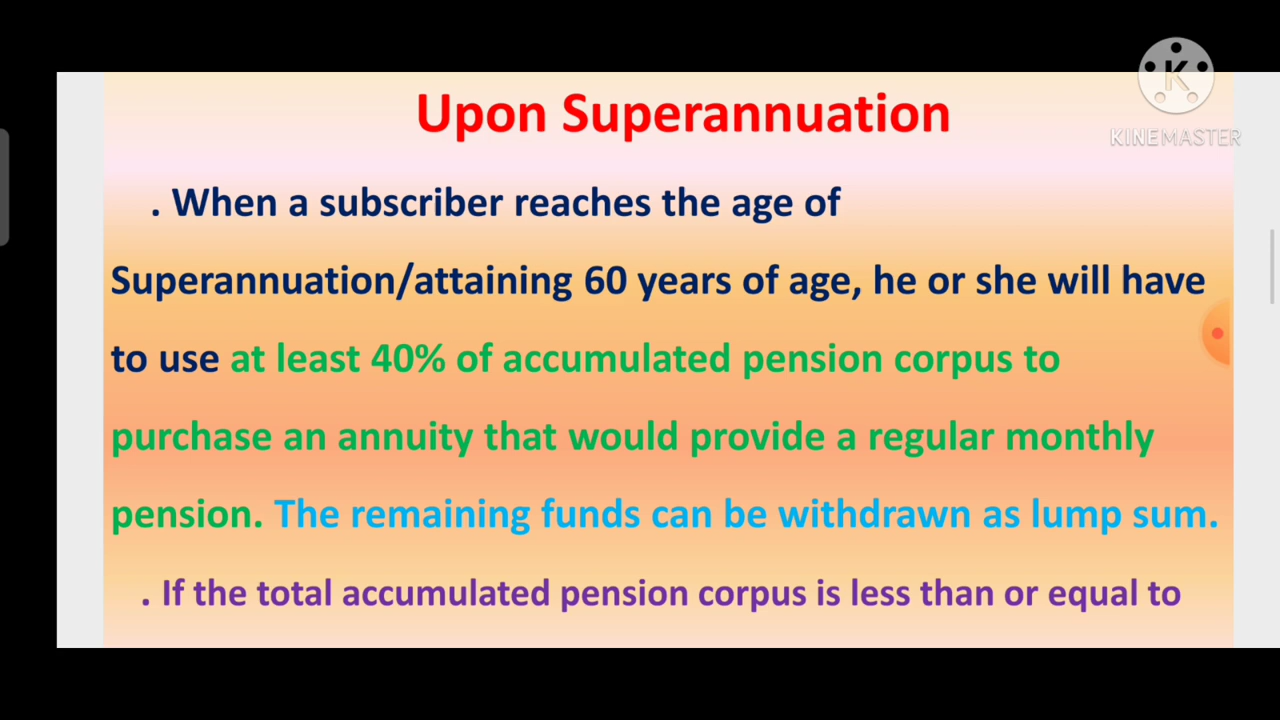 Upon Superannuation
K
KINEMASTER
. When a subscriber reaches the age of
Superannuation/attaining 60 years of age, he or she will have
to use at least 40% of accumulated pension corpus to
purchase an annuity that would provide a regular monthly
pension. The remaining funds can be withdrawn as lump sum.
. If the total accumulated pension corpus is less than or equal to